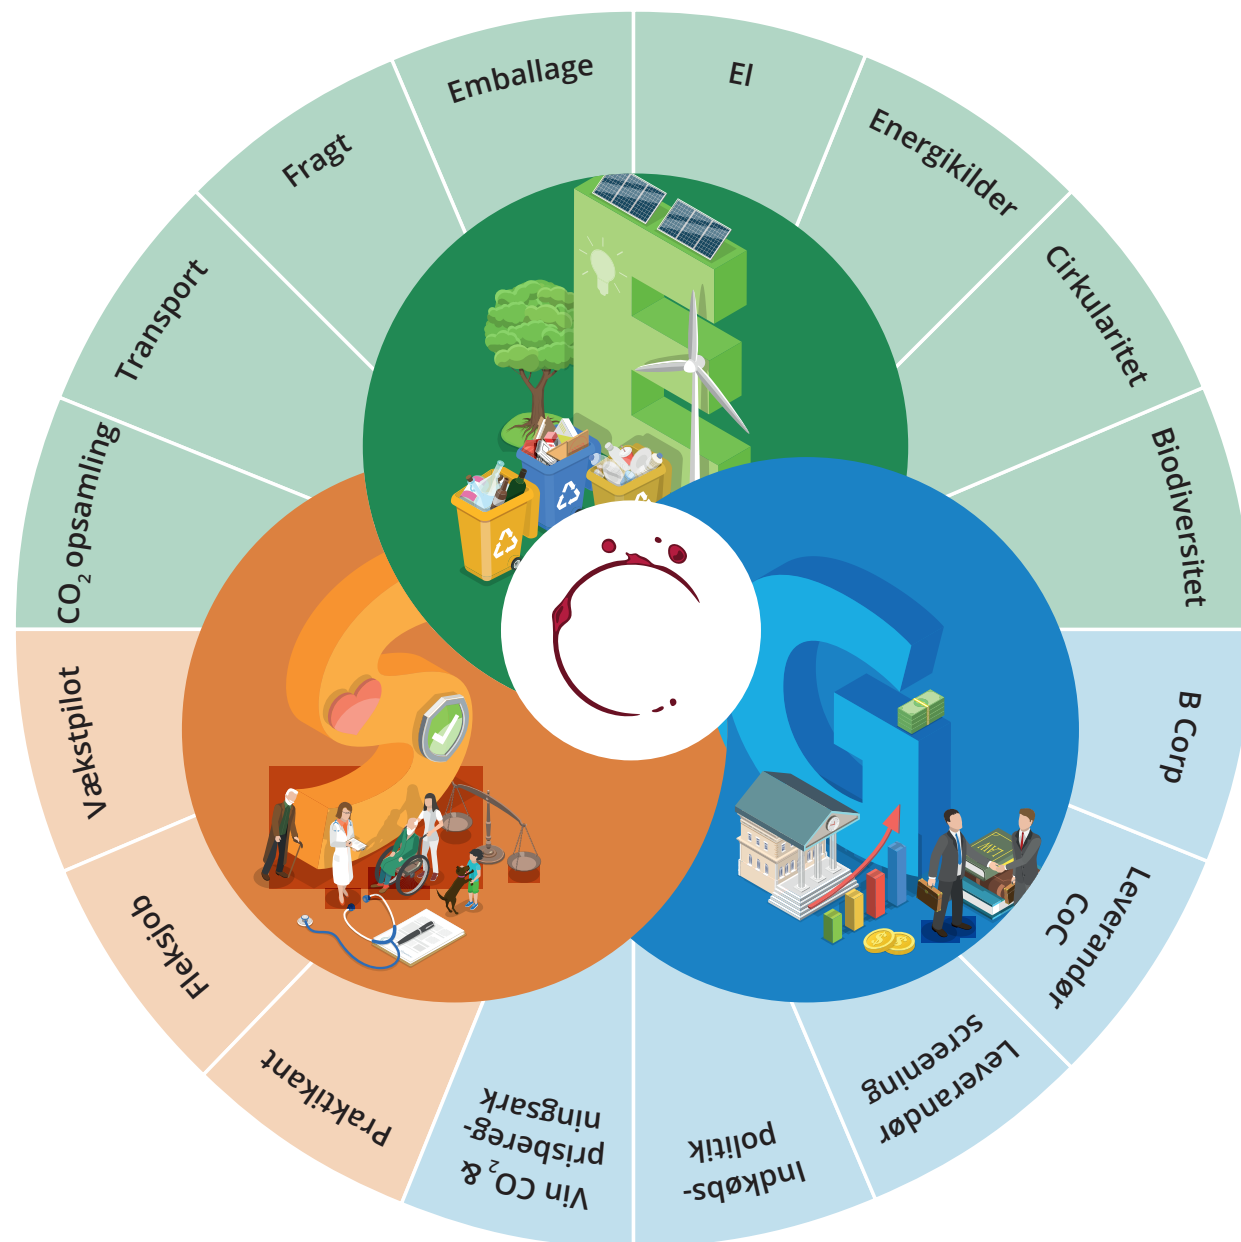 Emballage
El
Energikilder
Cirkularitet
Biodiversitet
B Corp
Leverandør
CoC
Leverandør
screening
Indkøbs-
politik
Vin CO₂ &
prisbereg-
ningsark
Praktikant
Fleksjob
Vækstpilot
CO₂ opsamling
Transport
Fragt
E
S
G
LAW
$
$